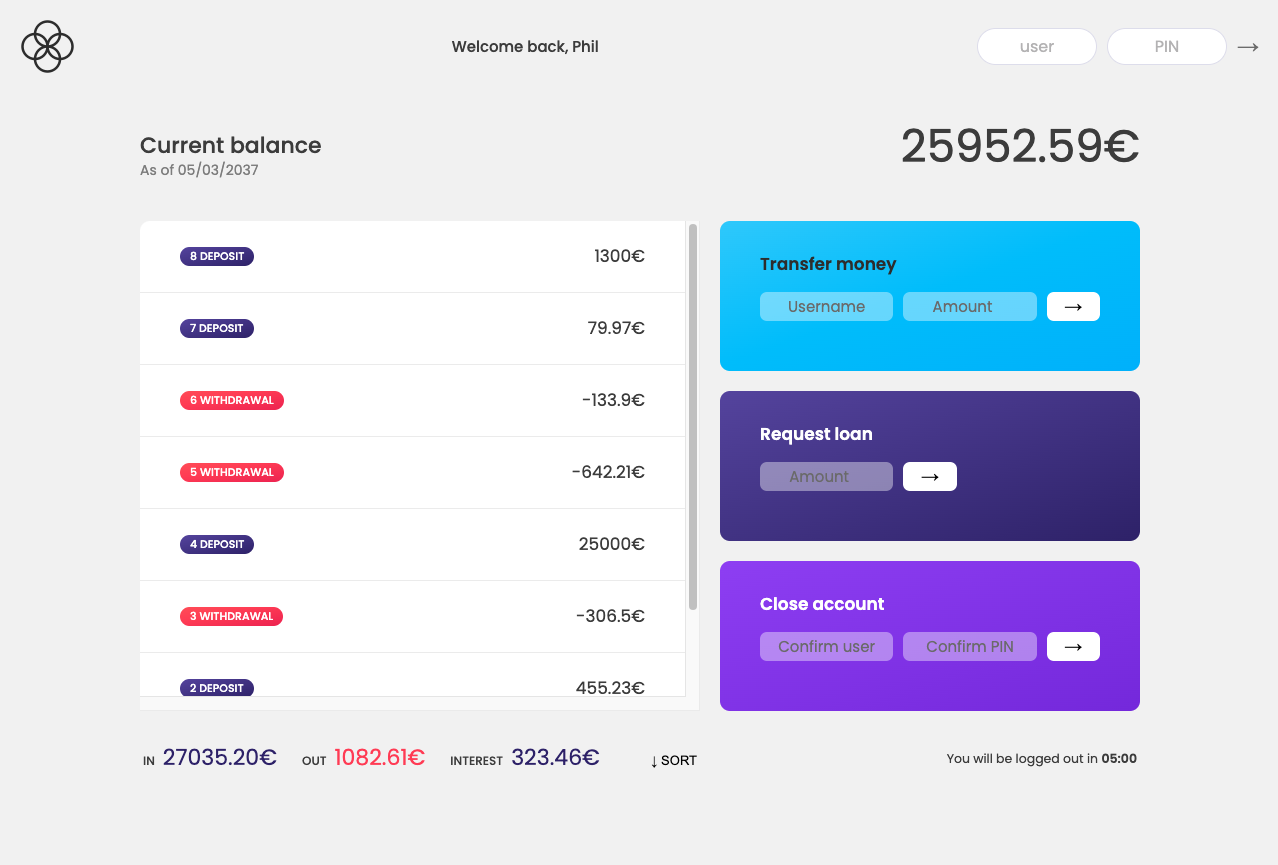 Welcome back, Phil
user
PIN
→
Current balance
As of 05/03/2037
25952.59€
8 DEPOSIT 1300€
7 DEPOSIT 79.97€
6 WITHDRAWAL -133.9€
5 WITHDRAWAL -642.21€
4 DEPOSIT 25000€
3 WITHDRAWAL -306.5€
2 DEPOSIT 455.23€
Transfer money
Username Amount →
Request loan
Amount →
Close account
Confirm user Confirm PIN →
IN 27035.20€ OUT 1082.61€ INTEREST 323.46€ ↓ SORT
You will be logged out in 05:00